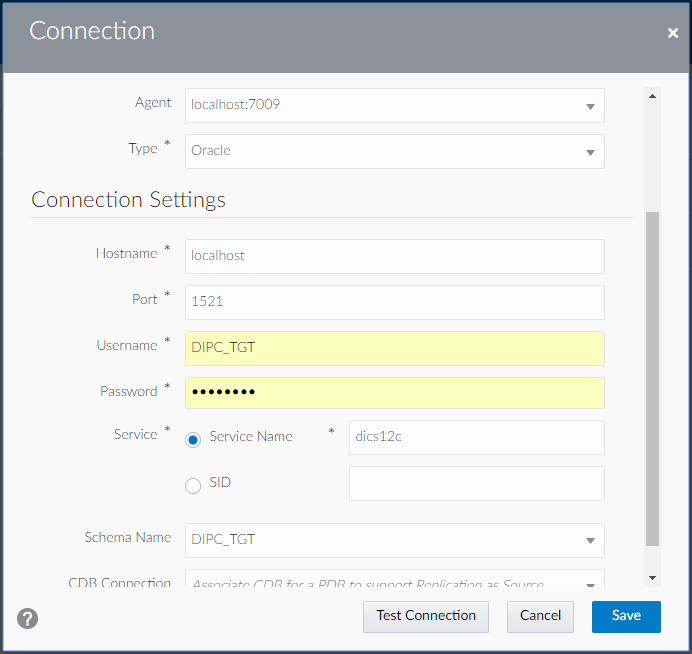 Connection
×
Agent localhost:7009
Type * Oracle
Connection Settings
Hostname * localhost
Port * 1521
Username * DIPC_TGT
Password * ••••••••
Service * Service Name * dics12c
SID
Schema Name DIPC_TGT
CDB Connection Associate CDB for a PDB to support Replication as Source
? Test Connection Cancel Save